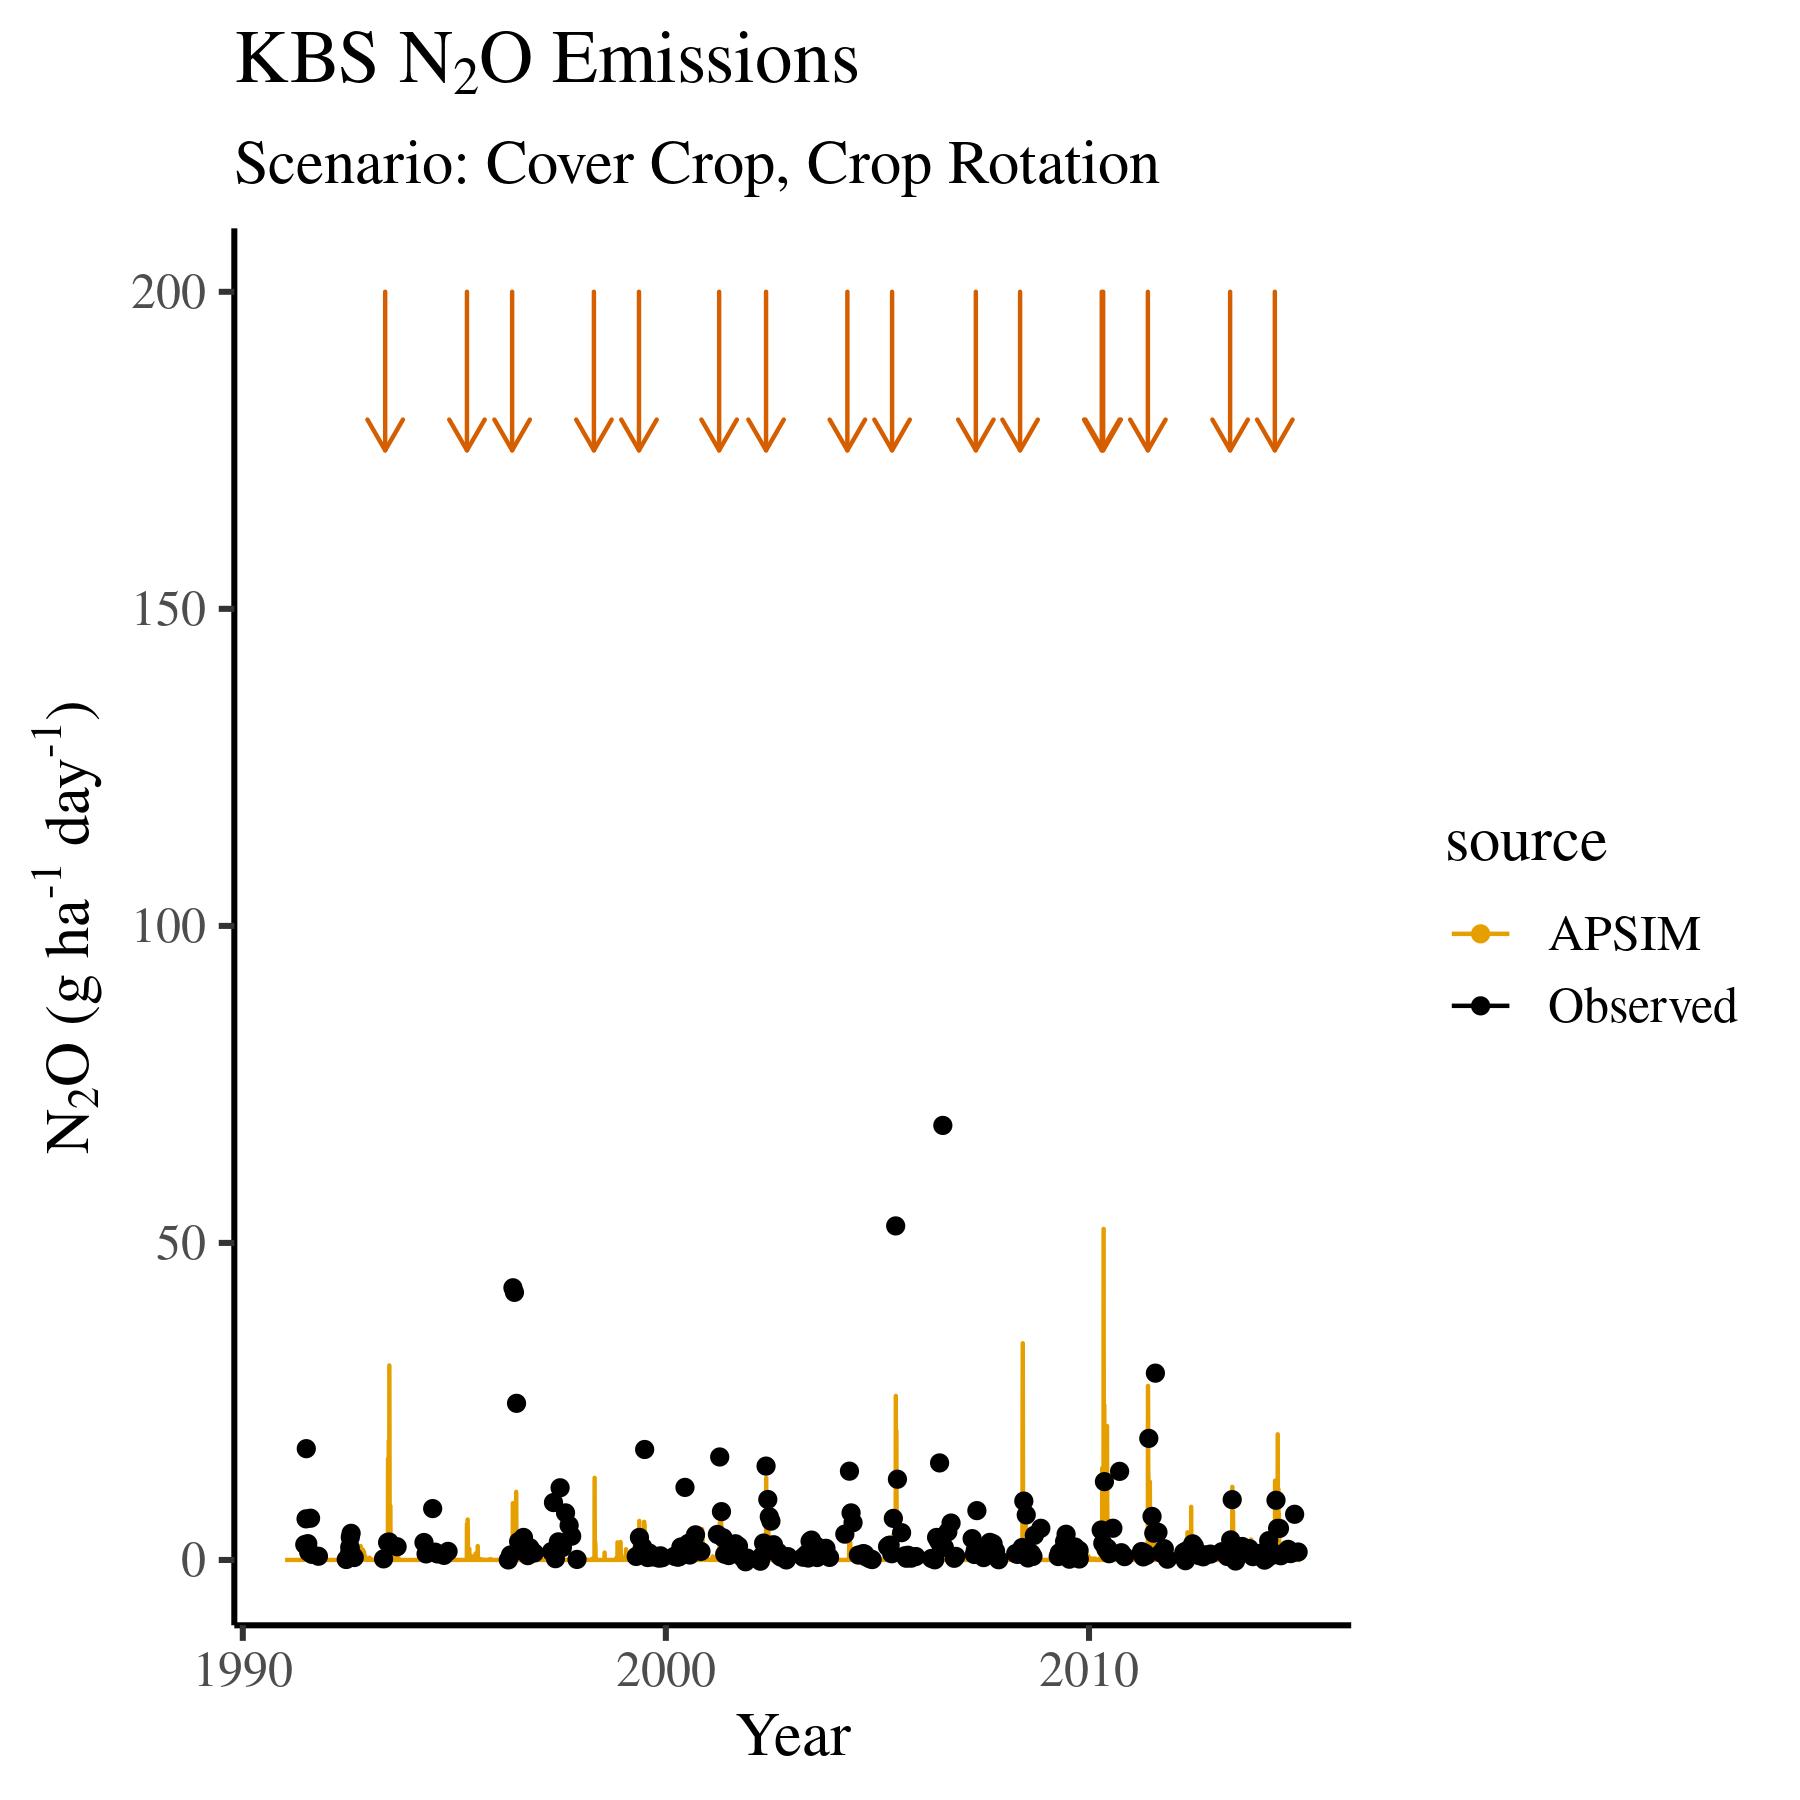 KBS N₂O Emissions
Scenario: Cover Crop, Crop Rotation
200
150
100
50
0
N₂O (g ha⁻¹ day⁻¹)
1990 2000 2010
Year
source
APSIM
Observed